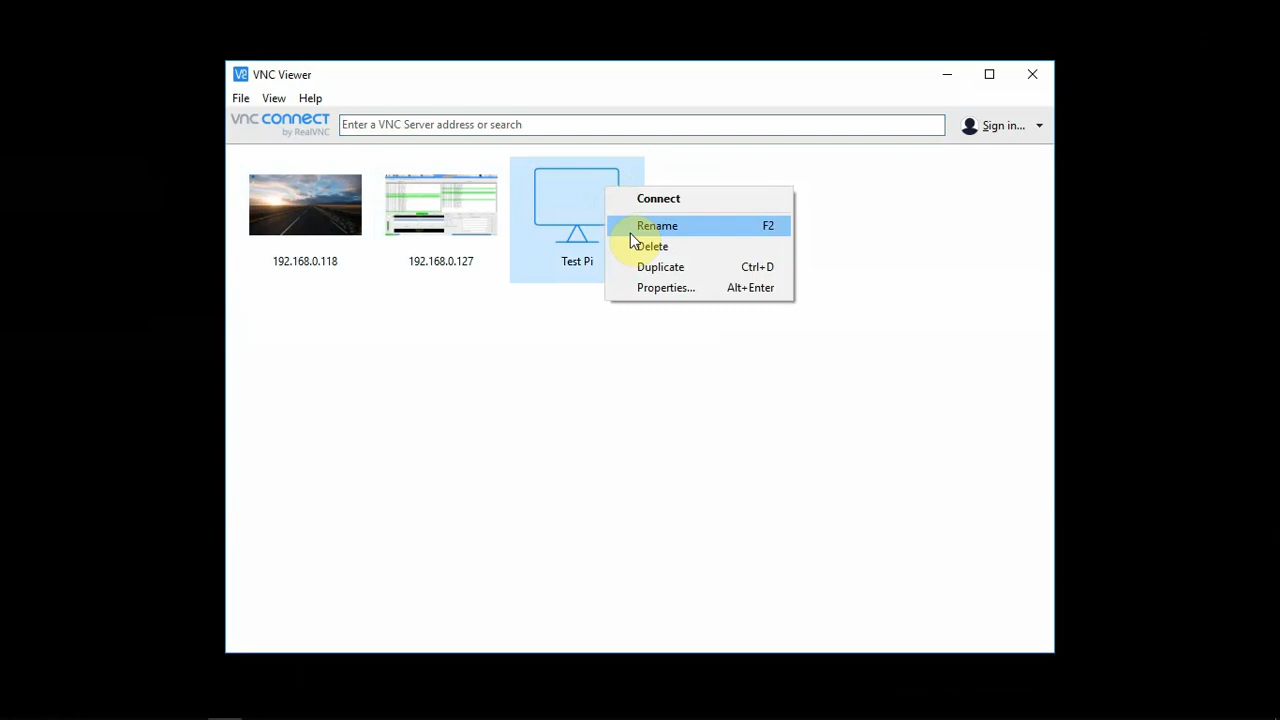 VNC Viewer
File View Help
vnc connect
by RealVNC
Enter a VNC Server address or search
Sign in...
192.168.0.118
192.168.0.127
Test Pi
Connect
Rename F2
Delete
Duplicate Ctrl+D
Properties... Alt+Enter